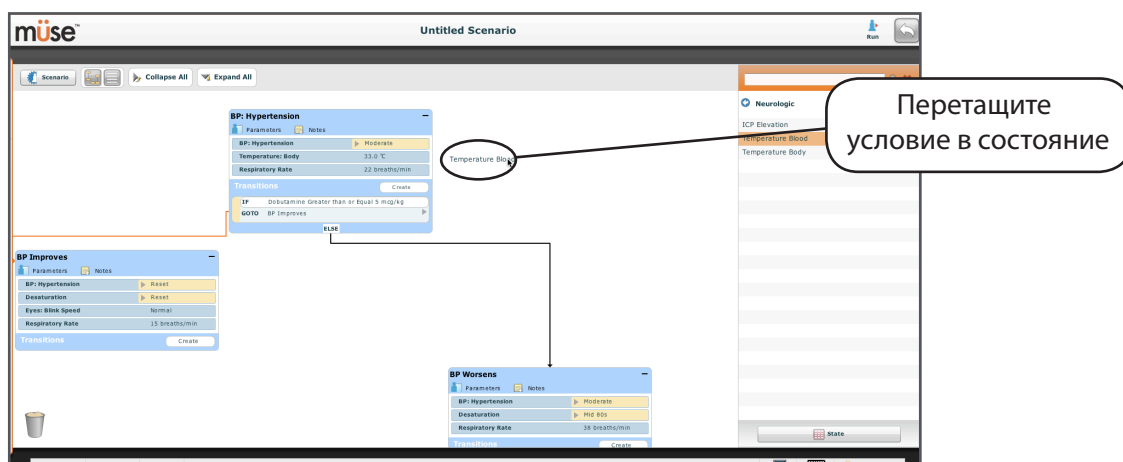 müse™
Untitled Scenario
Run
Scenario
Collapse All
Expand All
BP: Hypertension
Parameters Notes
BP: Hypertension Moderate
Temperature: Body 33.0 °C
Respiratory Rate 22 breaths/min
Transitions Create
IF Dobutamine Greater than or Equal 5 mcg/kg
GOTO BP Improves
ELSE
Temperature Blood
BP Improves
Parameters Notes
BP: Hypertension Reset
Desaturation Reset
Eyes: Blink Speed Normal
Respiratory Rate 15 breaths/min
Transitions Create
BP Worsens
Parameters Notes
BP: Hypertension Moderate
Desaturation Mid 80s
Respiratory Rate 38 breaths/min
Transitions Create
Neurologic
ICP Elevation
Temperature Blood
Temperature Body
State
Перетащите
условие в состояние